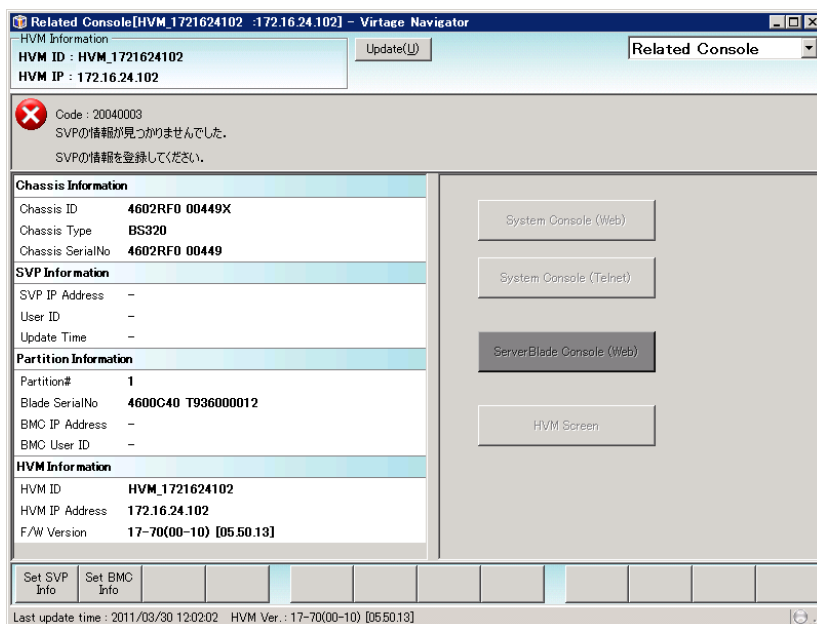 Related Console[HVM_1721624102 :172.16.24.102] - Virtage Navigator
HVM Information
HVM ID : HVM_1721624102
HVM IP : 172.16.24.102
Update(U)
Related Console
Code : 20040003
SVPの情報が見つかりませんでした.
SVPの情報を登録してください.
Chassis Information
Chassis ID 4602RF0 00449X
Chassis Type BS320
Chassis SerialNo 4602RF0 00449
SVP Information
SVP IP Address -
User ID -
Update Time -
Partition Information
Partition# 1
Blade SerialNo 4600C40 T936000012
BMC IP Address -
BMC User ID -
HVM Information
HVM ID HVM_1721624102
HVM IP Address 172.16.24.102
F/W Version 17-70(00-10) [05.50.13]
System Console (Web)
System Console (Telnet)
ServerBlade Console (Web)
HVM Screen
Set SVP Info
Set BMC Info
Last update time : 2011/03/30 12:02:02 HVM Ver. : 17-70(00-10) [05.50.13]